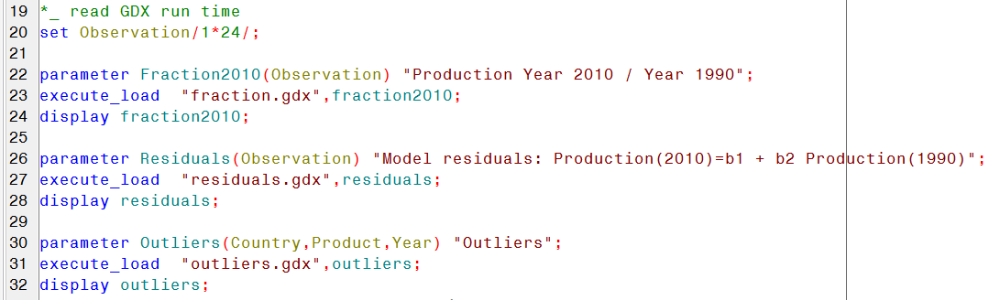 19 *_ read GDX run time
20 set Observation/1*24/;
21
22 parameter Fraction2010(Observation) "Production Year 2010 / Year 1990";
23 execute_load  "fraction.gdx",fraction2010;
24 display fraction2010;
25
26 parameter Residuals(Observation) "Model residuals: Production(2010)=b1 + b2 Production(1990)";
27 execute_load  "residuals.gdx",residuals;
28 display residuals;
29
30 parameter Outliers(Country,Product,Year) "Outliers";
31 execute_load  "outliers.gdx",outliers;
32 display outliers;